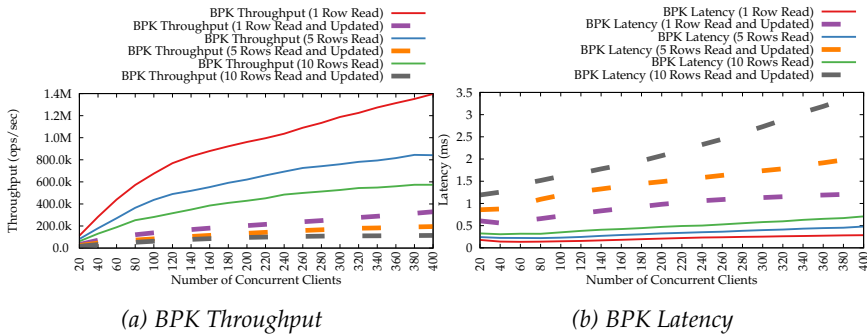 BPK Throughput (1 Row Read)
BPK Throughput (1 Row Read and Updated)
BPK Throughput (5 Rows Read)
BPK Throughput (5 Rows Read and Updated)
BPK Throughput (10 Rows Read)
BPK Throughput (10 Rows Read and Updated)
1.4M
1.2M
1.0M
800.0k
600.0k
400.0k
200.0k
0.0
Throughput (ops/sec)
20 40 60 80 100 120 140 160 180 200 220 240 260 280 300 320 340 360 380 400
Number of Concurrent Clients
(a) BPK Throughput
BPK Latency (1 Row Read)
BPK Latency (1 Row Read and Updated)
BPK Latency (5 Rows Read)
BPK Latency (5 Rows Read and Updated)
BPK Latency (10 Rows Read)
BPK Latency (10 Rows Read and Updated)
3.5
3
2.5
2
1.5
1
0.5
0
Latency (ms)
20 40 60 80 100 120 140 160 180 200 220 240 260 280 300 320 340 360 380 400
Number of Concurrent Clients
(b) BPK Latency